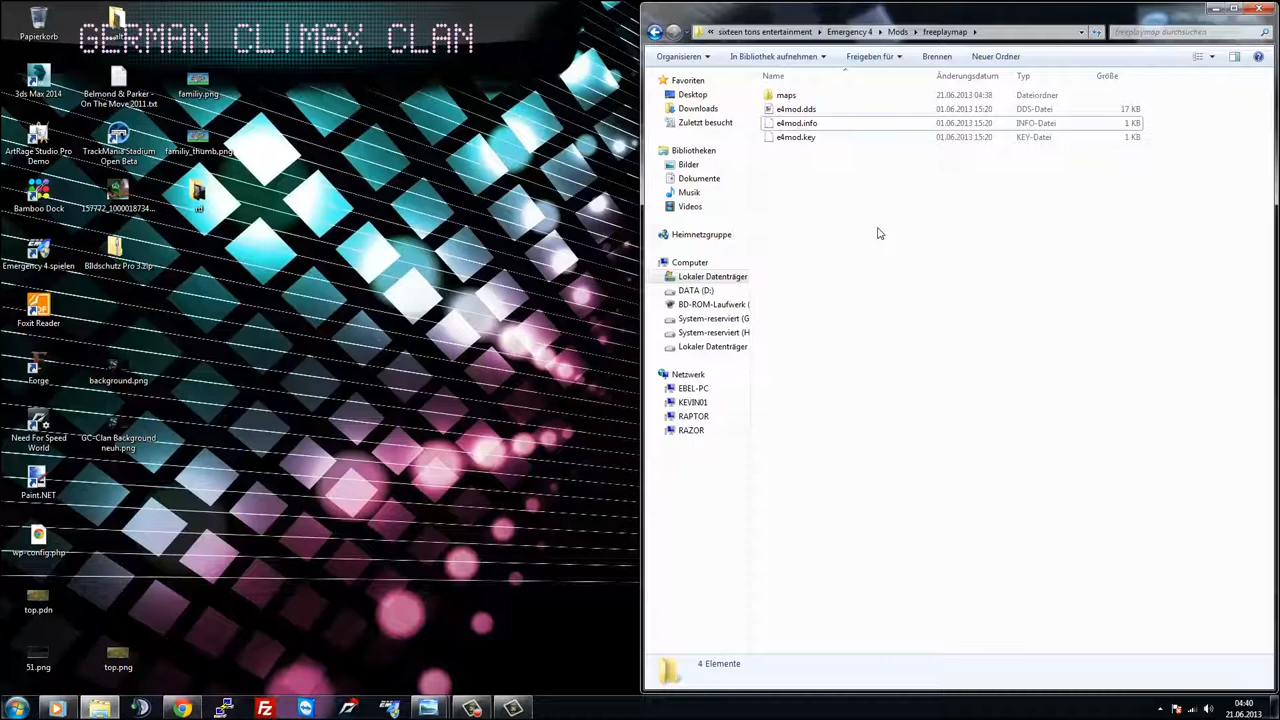 GERMAN CLIMAX CLAN
Papierkorb
3ds Max 2014
Belmond & Parker -
On The Move2011.txt
familiy.png
ArtRage Studio Pro
Demo
TrackMania Stadium
Open Beta
familiy_thumb.png
Bamboo Dock
157772_1000018734...
Emergency 4 spielen
Bildschutz Pro 3.zip
Foxit Reader
Forge
background.png
Need For Speed
World
GC-Clan Background
neuh.png
Paint.NET
wp-config.php
top.pdn
51.png
top.png
« sixteen tons entertainment ▸ Emergency 4 ▸ Mods ▸ freeplaymap ▸
freeplaymap durchsuchen
Organisieren
In Bibliothek aufnehmen
Freigeben für
Brennen
Neuer Ordner
Name
Änderungsdatum
Typ
Größe
maps 21.06.2013 04:38 Dateiordner
e4mod.dds 01.06.2013 15:20 DDS-Datei 17 KB
e4mod.info 01.06.2013 15:20 INFO-Datei 1 KB
e4mod.key 01.06.2013 15:20 KEY-Datei 1 KB
Favoriten
Desktop
Downloads
Zuletzt besucht
Bibliotheken
Bilder
Dokumente
Musik
Videos
Heimnetzgruppe
Computer
Lokaler Datenträger
DATA (D:)
BD-ROM-Laufwerk (
System-reserviert (G
System-reserviert (H
Lokaler Datenträger
Netzwerk
EBEL-PC
KEVIN01
RAPTOR
RAZOR
4 Elemente
04:40
21.06.2013